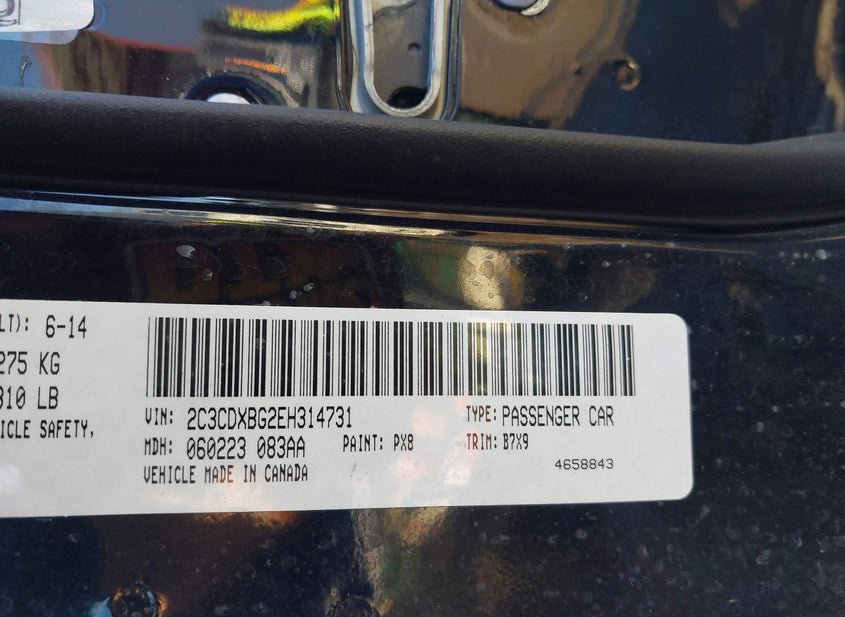 LT): 6-14
275 KG
310 LB
ICLE SAFETY,
VIN: 2C3CDXBG2EH314731 TYPE: PASSENGER CAR
MDH: 060223 083AA PAINT: PX8 TRIM: B7X9
VEHICLE MADE IN CANADA 4658843